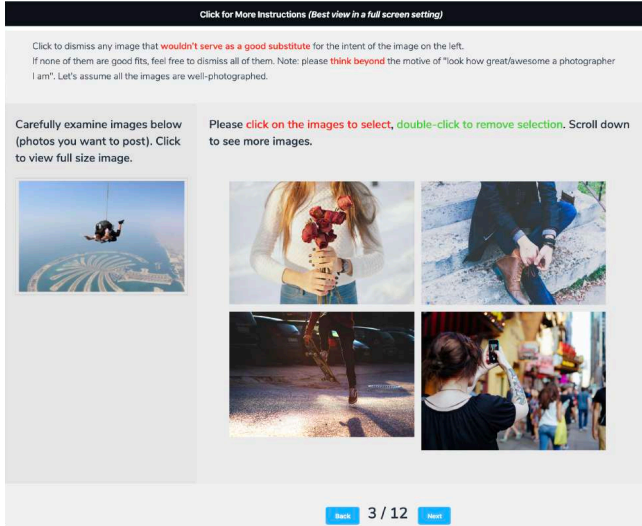 Click for More Instructions (Best view in a full screen setting)
Click to dismiss any image that wouldn't serve as a good substitute for the intent of the image on the left.
If none of them are good fits, feel free to dismiss all of them. Note: please think beyond the motive of "look how great/awesome a photographer
I am". Let's assume all the images are well-photographed.
Carefully examine images below
(photos you want to post). Click
to view full size image.
Please click on the images to select, double-click to remove selection. Scroll down
to see more images.
Back 3 / 12 Next